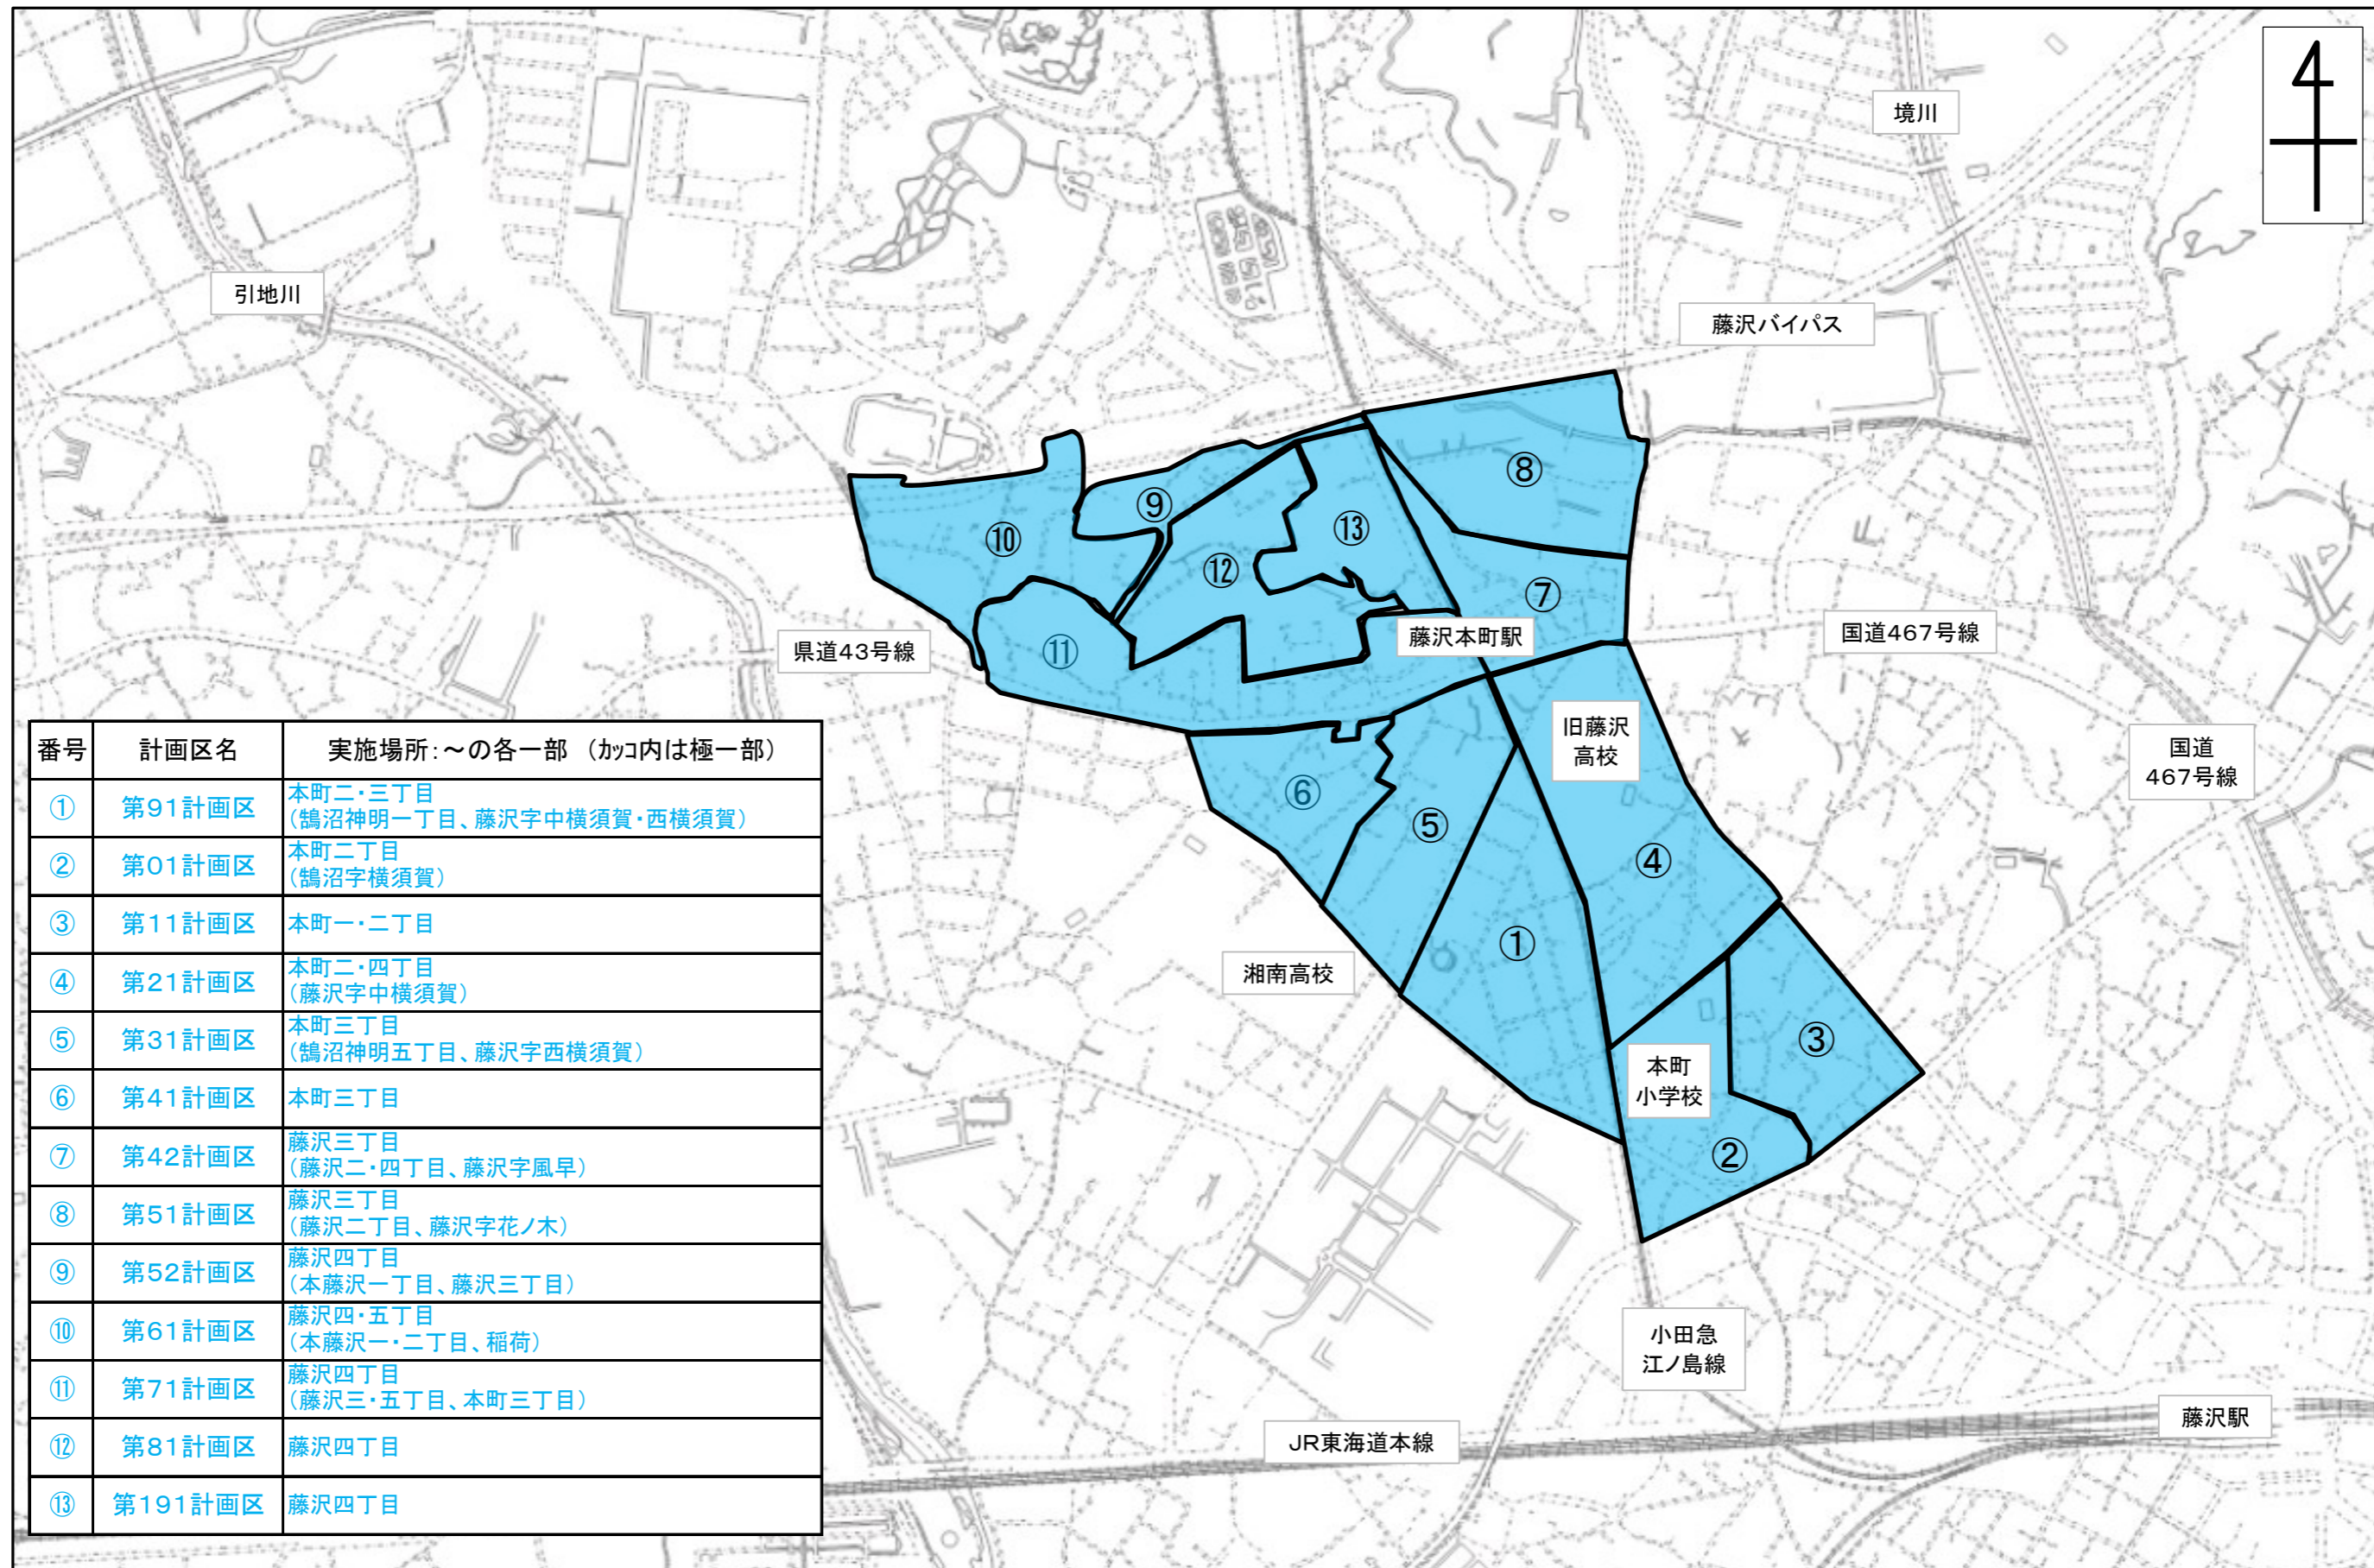 4
境川
引地川
藤沢バイパス
⑧
⑨
⑩
⑬
⑫
⑦
藤沢本町駅
国道467号線
県道43号線
⑪
旧藤沢
高校
国道
467号線
⑥
⑤
④
①
湘南高校
③
本町
小学校
②
小田急
江ノ島線
藤沢駅
JR東海道本線
番号 計画区名 実施場所:~の各一部 (カッコ内は極一部)
① 第91計画区 本町二・三丁目
(鵠沼神明一丁目、藤沢字中横須賀・西横須賀)
② 第01計画区 本町二丁目
(鵠沼字横須賀)
③ 第11計画区 本町一・二丁目
④ 第21計画区 本町二・四丁目
(藤沢字中横須賀)
⑤ 第31計画区 本町三丁目
(鵠沼神明五丁目、藤沢字西横須賀)
⑥ 第41計画区 本町三丁目
⑦ 第42計画区 藤沢三丁目
(藤沢二・四丁目、藤沢字風早)
⑧ 第51計画区 藤沢三丁目
(藤沢二丁目、藤沢字花ノ木)
⑨ 第52計画区 藤沢四丁目
(本藤沢一丁目、藤沢三丁目)
⑩ 第61計画区 藤沢四・五丁目
(本藤沢一・二丁目、稲荷)
⑪ 第71計画区 藤沢四丁目
(藤沢三・五丁目、本町三丁目)
⑫ 第81計画区 藤沢四丁目
⑬ 第191計画区 藤沢四丁目